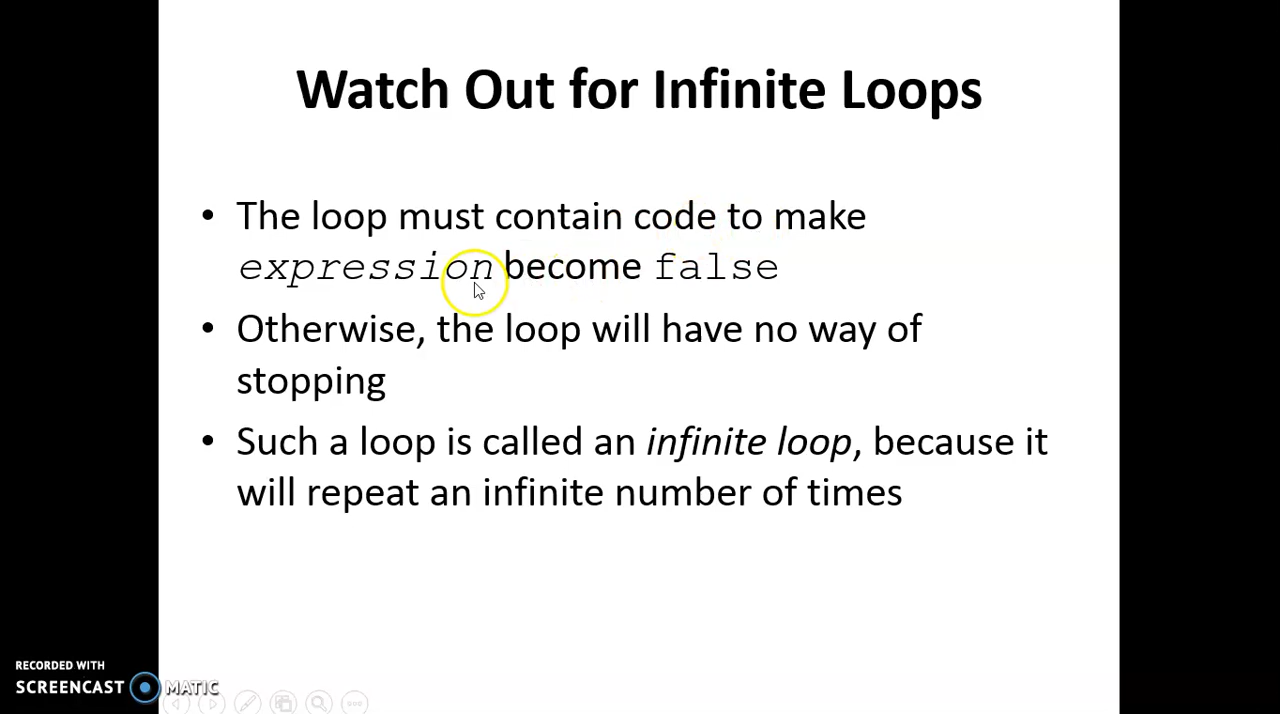 Watch Out for Infinite Loops
• The loop must contain code to make
expression become false
• Otherwise, the loop will have no way of
stopping
• Such a loop is called an infinite loop, because it
will repeat an infinite number of times
RECORDED WITH
SCREENCAST MATIC